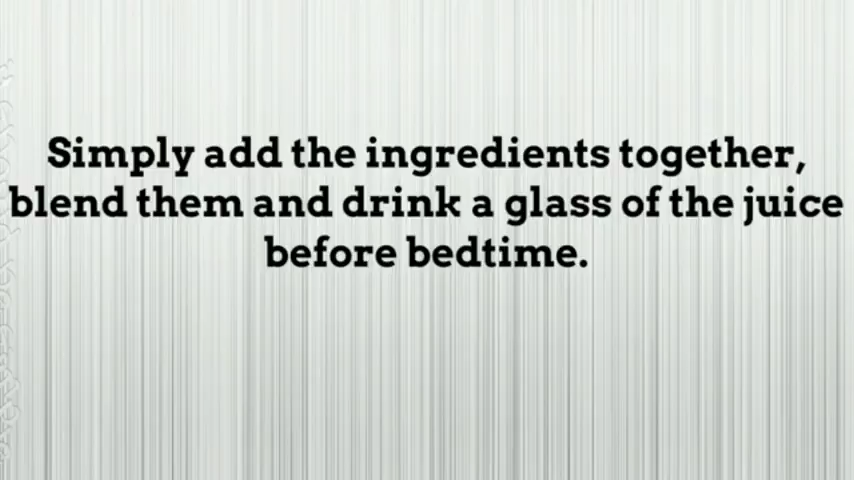 Simply add the ingredients together,
blend them and drink a glass of the juice
before bedtime.